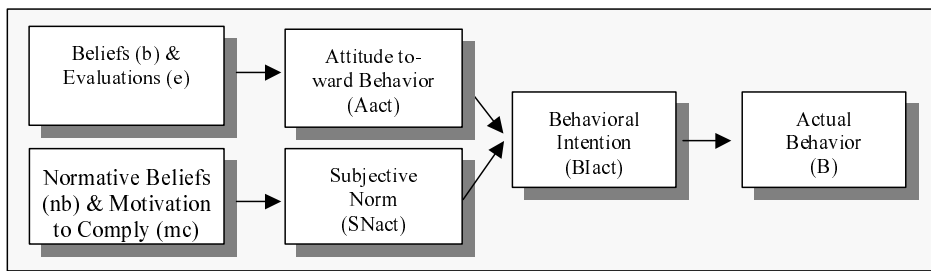 Beliefs (b) &
Evaluations (e)
Attitude to-
ward Behavior
(Aact)
Behavioral
Intention
(BIact)
Actual
Behavior
(B)
Normative Beliefs
(nb) & Motivation
to Comply (mc)
Subjective
Norm
(SNact)